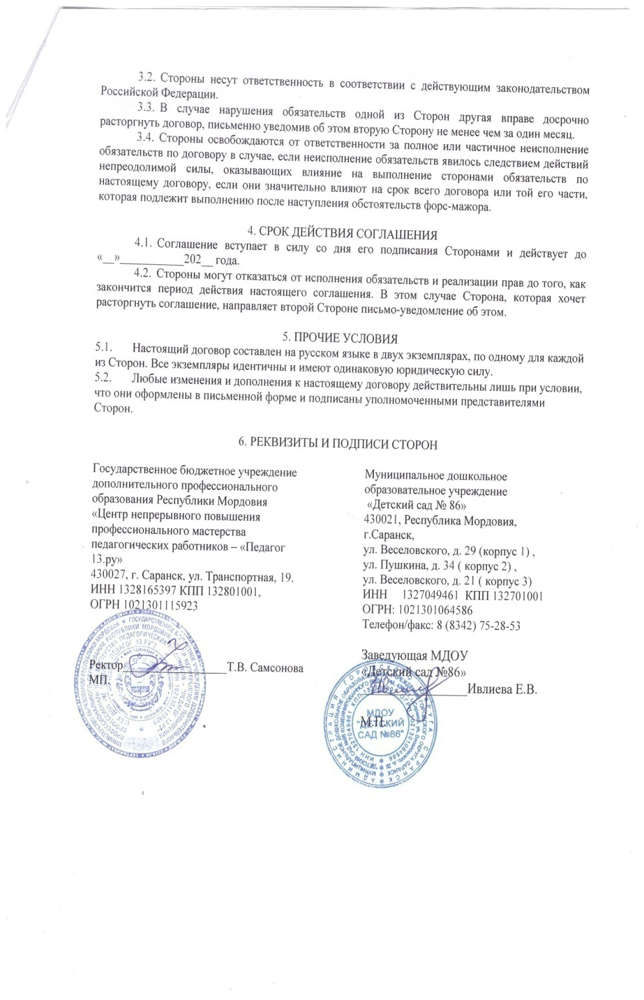 3.2. Стороны несут ответственность в соответствии с действующим законодательством
Российской Федерации.
3.3. В случае нарушения обязательств одной из Сторон другая вправе досрочно
расторгнуть договор, письменно уведомив об этом вторую Сторону не менее чем за один месяц.
3.4. Стороны освобождаются от ответственности за полное или частичное неисполнение
обязательств по договору в случае, если неисполнение обязательств явилось следствием действий
непреодолимой силы, оказывающих влияние на выполнение сторонами обязательств по
настоящему договору, если они значительно влияют на срок всего договора или той его части,
которая подлежит выполнению после наступления обстоятельств форс-мажора.
4. СРОК ДЕЙСТВИЯ СОГЛАШЕНИЯ
4.1. Соглашение вступает в силу со дня его подписания Сторонами и действует до
«__»___________202__ года.
4.2. Стороны могут отказаться от исполнения обязательств и реализации прав до того, как
закончится период действия настоящего соглашения. В этом случае Сторона, которая хочет
расторгнуть соглашение, направляет второй Стороне письмо-уведомление об этом.
5. ПРОЧИЕ УСЛОВИЯ
5.1. Настоящий договор составлен на русском языке в двух экземплярах, по одному для каждой
из Сторон. Все экземпляры идентичны и имеют одинаковую юридическую силу.
5.2. Любые изменения и дополнения к настоящему договору действительны лишь при условии,
что они оформлены в письменной форме и подписаны уполномоченными представителями
Сторон.
6. РЕКВИЗИТЫ И ПОДПИСИ СТОРОН
Государственное бюджетное учреждение
дополнительного профессионального
образования Республики Мордовия
«Центр непрерывного повышения
профессионального мастерства
педагогических работников – «Педагог
13.ру»
430027, г. Саранск, ул. Транспортная, 19.
ИНН 1328165397 КПП 132801001,
ОГРН 1021301115923
Ректор__________________Т.В. Самсонова
МП.
Муниципальное дошкольное
образовательное учреждение
«Детский сад № 86»
430021, Республика Мордовия,
г.Саранск,
ул. Веселовского, д. 29 (корпус 1) ,
ул. Пушкина, д. 34 ( корпус 2) ,
ул. Веселовского, д. 21 ( корпус 3)
ИНН 1327049461 КПП 132701001
ОГРН: 1021301064586
Телефон/факс: 8 (8342) 75-28-53
Заведующая МДОУ
«Детский сад №86»
__________________Ивлиева Е.В.
М.П.
МДОУ
"ДЕТСКИЙ
САД №86"